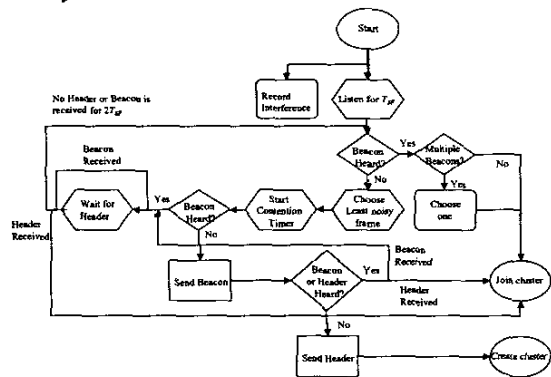 Start
No Header or Beacon is
received for 2T_SF
Record
Interference
Listen for T_SF
Beacon
Received
Beacon
Heard?
Yes
Multiple
Beacons?
No
No
Yes
Header
Received
Wait for
Header
Yes
Beacon
Heard?
Start
Contention
Timer
Choose
Least noisy
frame
Choose
one
No
Beacon
Received
Send Beacon
Beacon
or Header
Heard?
Yes
Header
Received
Join cluster
No
Send Header
Create cluster